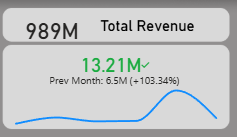 989M Total Revenue
13.21M✓
Prev Month: 6.5M (+103.34%)